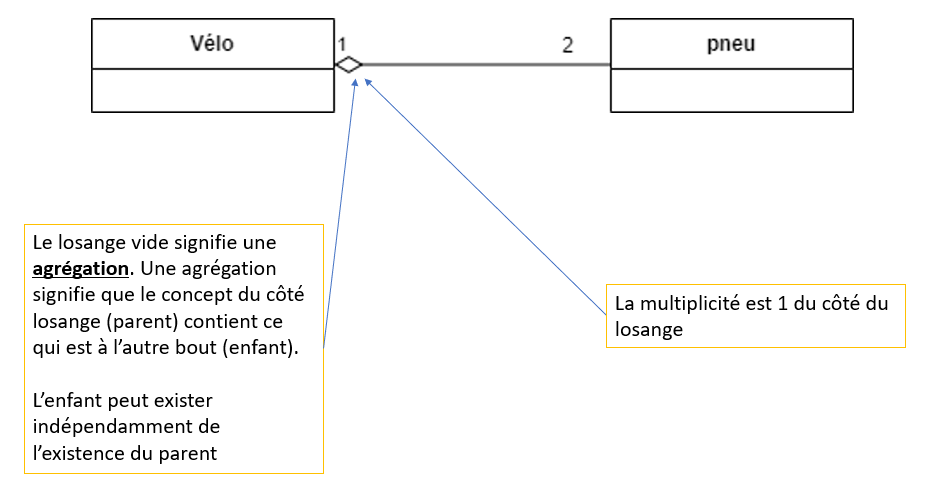 Vélo
1
2
pneu
Le losange vide signifie une
agrégation. Une agrégation
signifie que le concept du côté
losange (parent) contient ce
qui est à l’autre bout (enfant).
L’enfant peut exister
indépendamment de
l’existence du parent
La multiplicité est 1 du côté du
losange